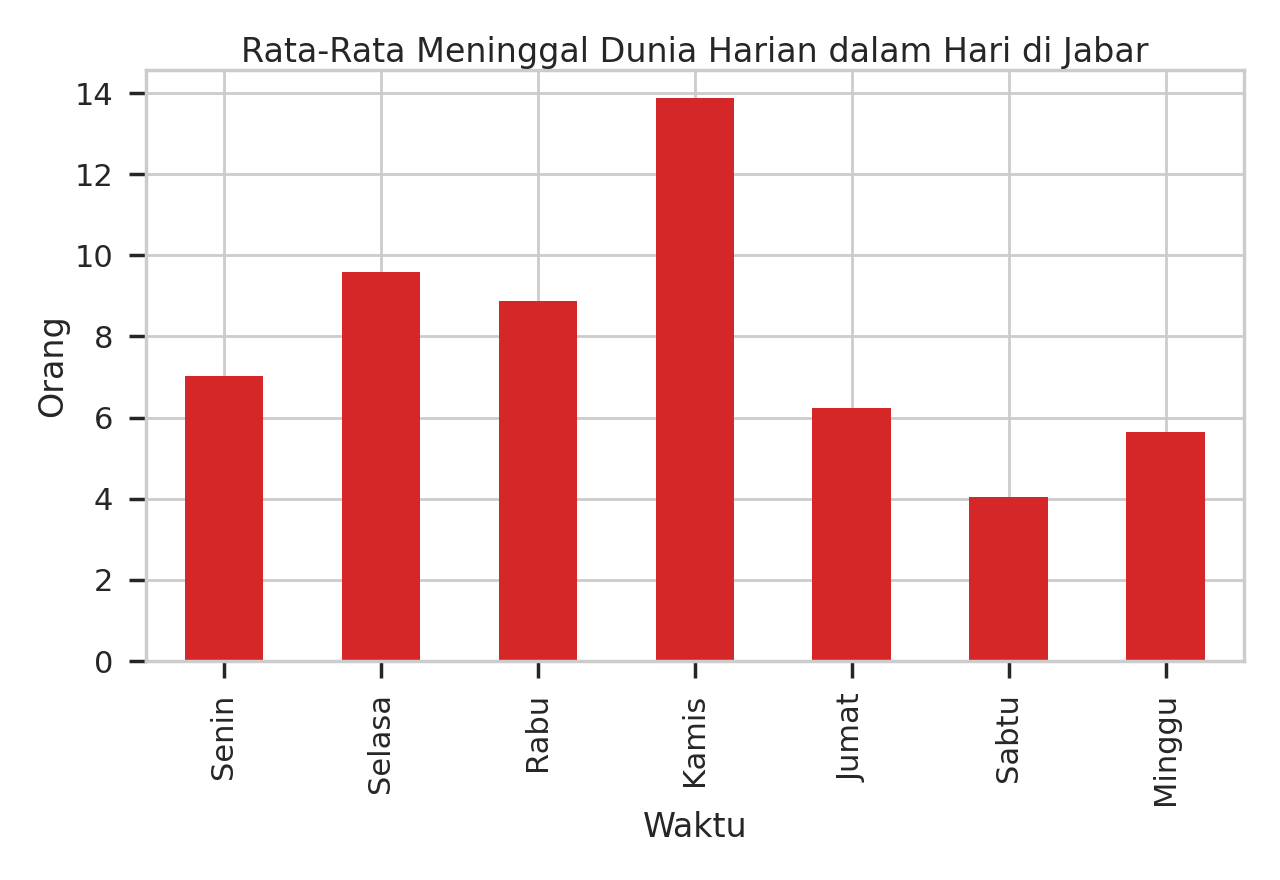 Rata-Rata Meninggal Dunia Harian dalam Hari di Jabar
14
12
10
8
6
4
2
0
Orang
Senin
Selasa
Rabu
Kamis
Jumat
Sabtu
Minggu
Waktu